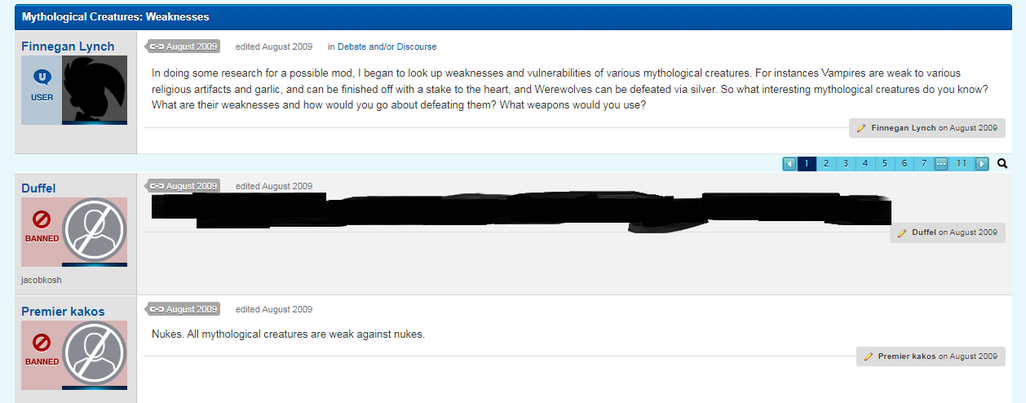 Mythological Creatures: Weaknesses
Finnegan Lynch
USER
August 2009 edited August 2009 in Debate and/or Discourse
In doing some research for a possible mod, I began to look up weaknesses and vulnerabilities of various mythological creatures. For instances Vampires are weak to various
religious artifacts and garlic, and can be finished off with a stake to the heart, and Werewolves can be defeated via silver. So what interesting mythological creatures do you know?
What are their weaknesses and how would you go about defeating them? What weapons would you use?
Finnegan Lynch on August 2009
1 2 3 4 5 6 7 ... 11
Duffel
BANNED
jacobkosh
August 2009 edited August 2009
Duffel on August 2009
Premier kakos
BANNED
August 2009 edited August 2009
Nukes. All mythological creatures are weak against nukes.
Premier kakos on August 2009